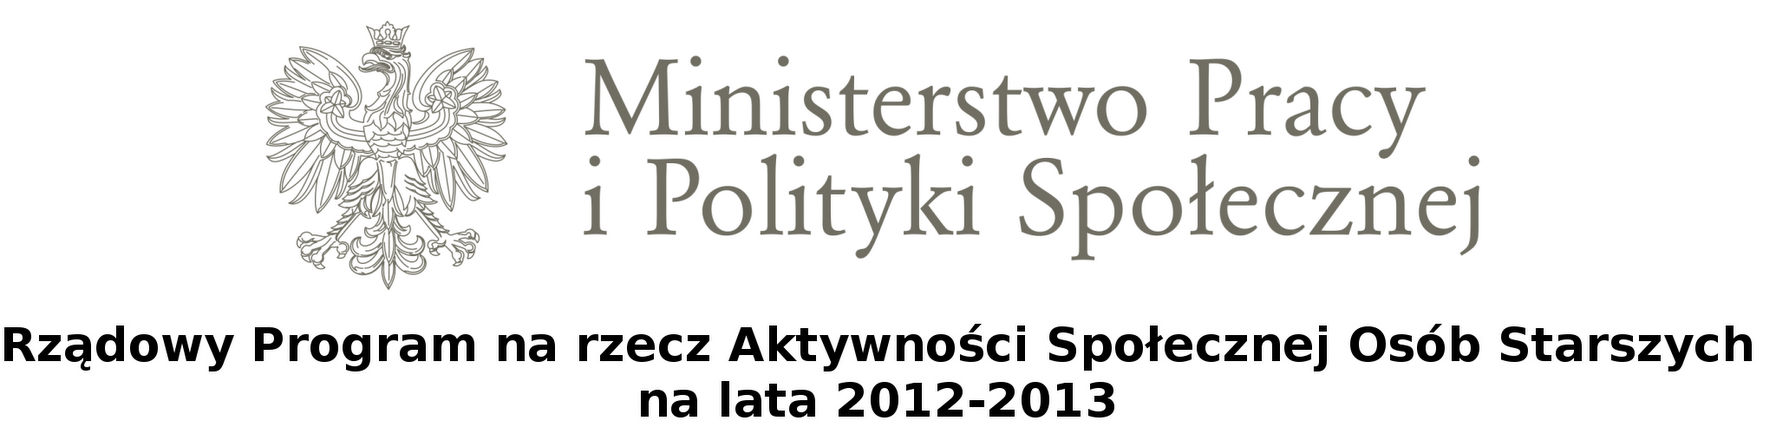 Ministerstwo Pracy
i Polityki Społecznej
Rządowy Program na rzecz Aktywności Społecznej Osób Starszych
na lata 2012-2013